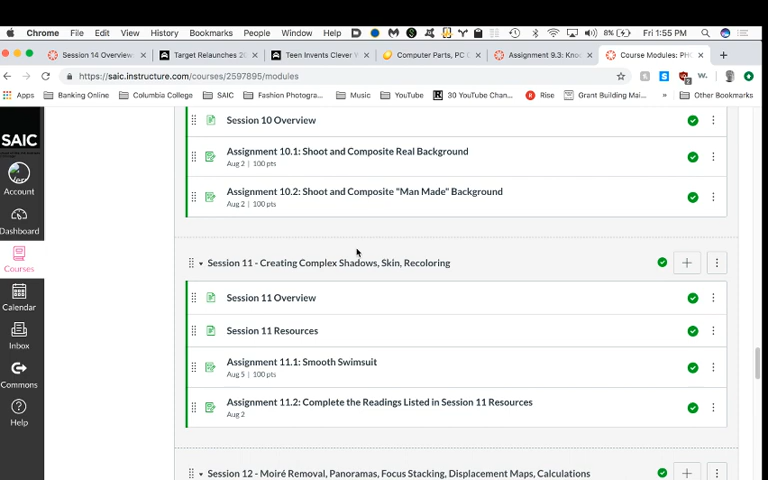 Chrome File Edit View History Bookmarks People Window Help 8% Fri 1:55 PM
Session 14 Overview Target Relaunches 20 Teen Invents Clever W Computer Parts, PC C Assignment 9.3: Kno Course Modules: PH
https://saic.instructure.com/courses/2597895/modules
Apps Banking Online Columbia College SAIC Fashion Photogra... Music YouTube 30 YouTube Chan... Rise Grant Building Mai... » Other Bookmarks
SAIC
Account
Dashboard
Courses
Calendar
Inbox
Commons
Help
Session 10 Overview
Assignment 10.1: Shoot and Composite Real Background
Aug 2 | 100 pts
Assignment 10.2: Shoot and Composite "Man Made" Background
Aug 2 | 100 pts
Session 11 - Creating Complex Shadows, Skin, Recoloring
Session 11 Overview
Session 11 Resources
Assignment 11.1: Smooth Swimsuit
Aug 5 | 100 pts
Assignment 11.2: Complete the Readings Listed in Session 11 Resources
Aug 2
Session 12 - Moiré Removal, Panoramas, Focus Stacking, Displacement Maps, Calculations